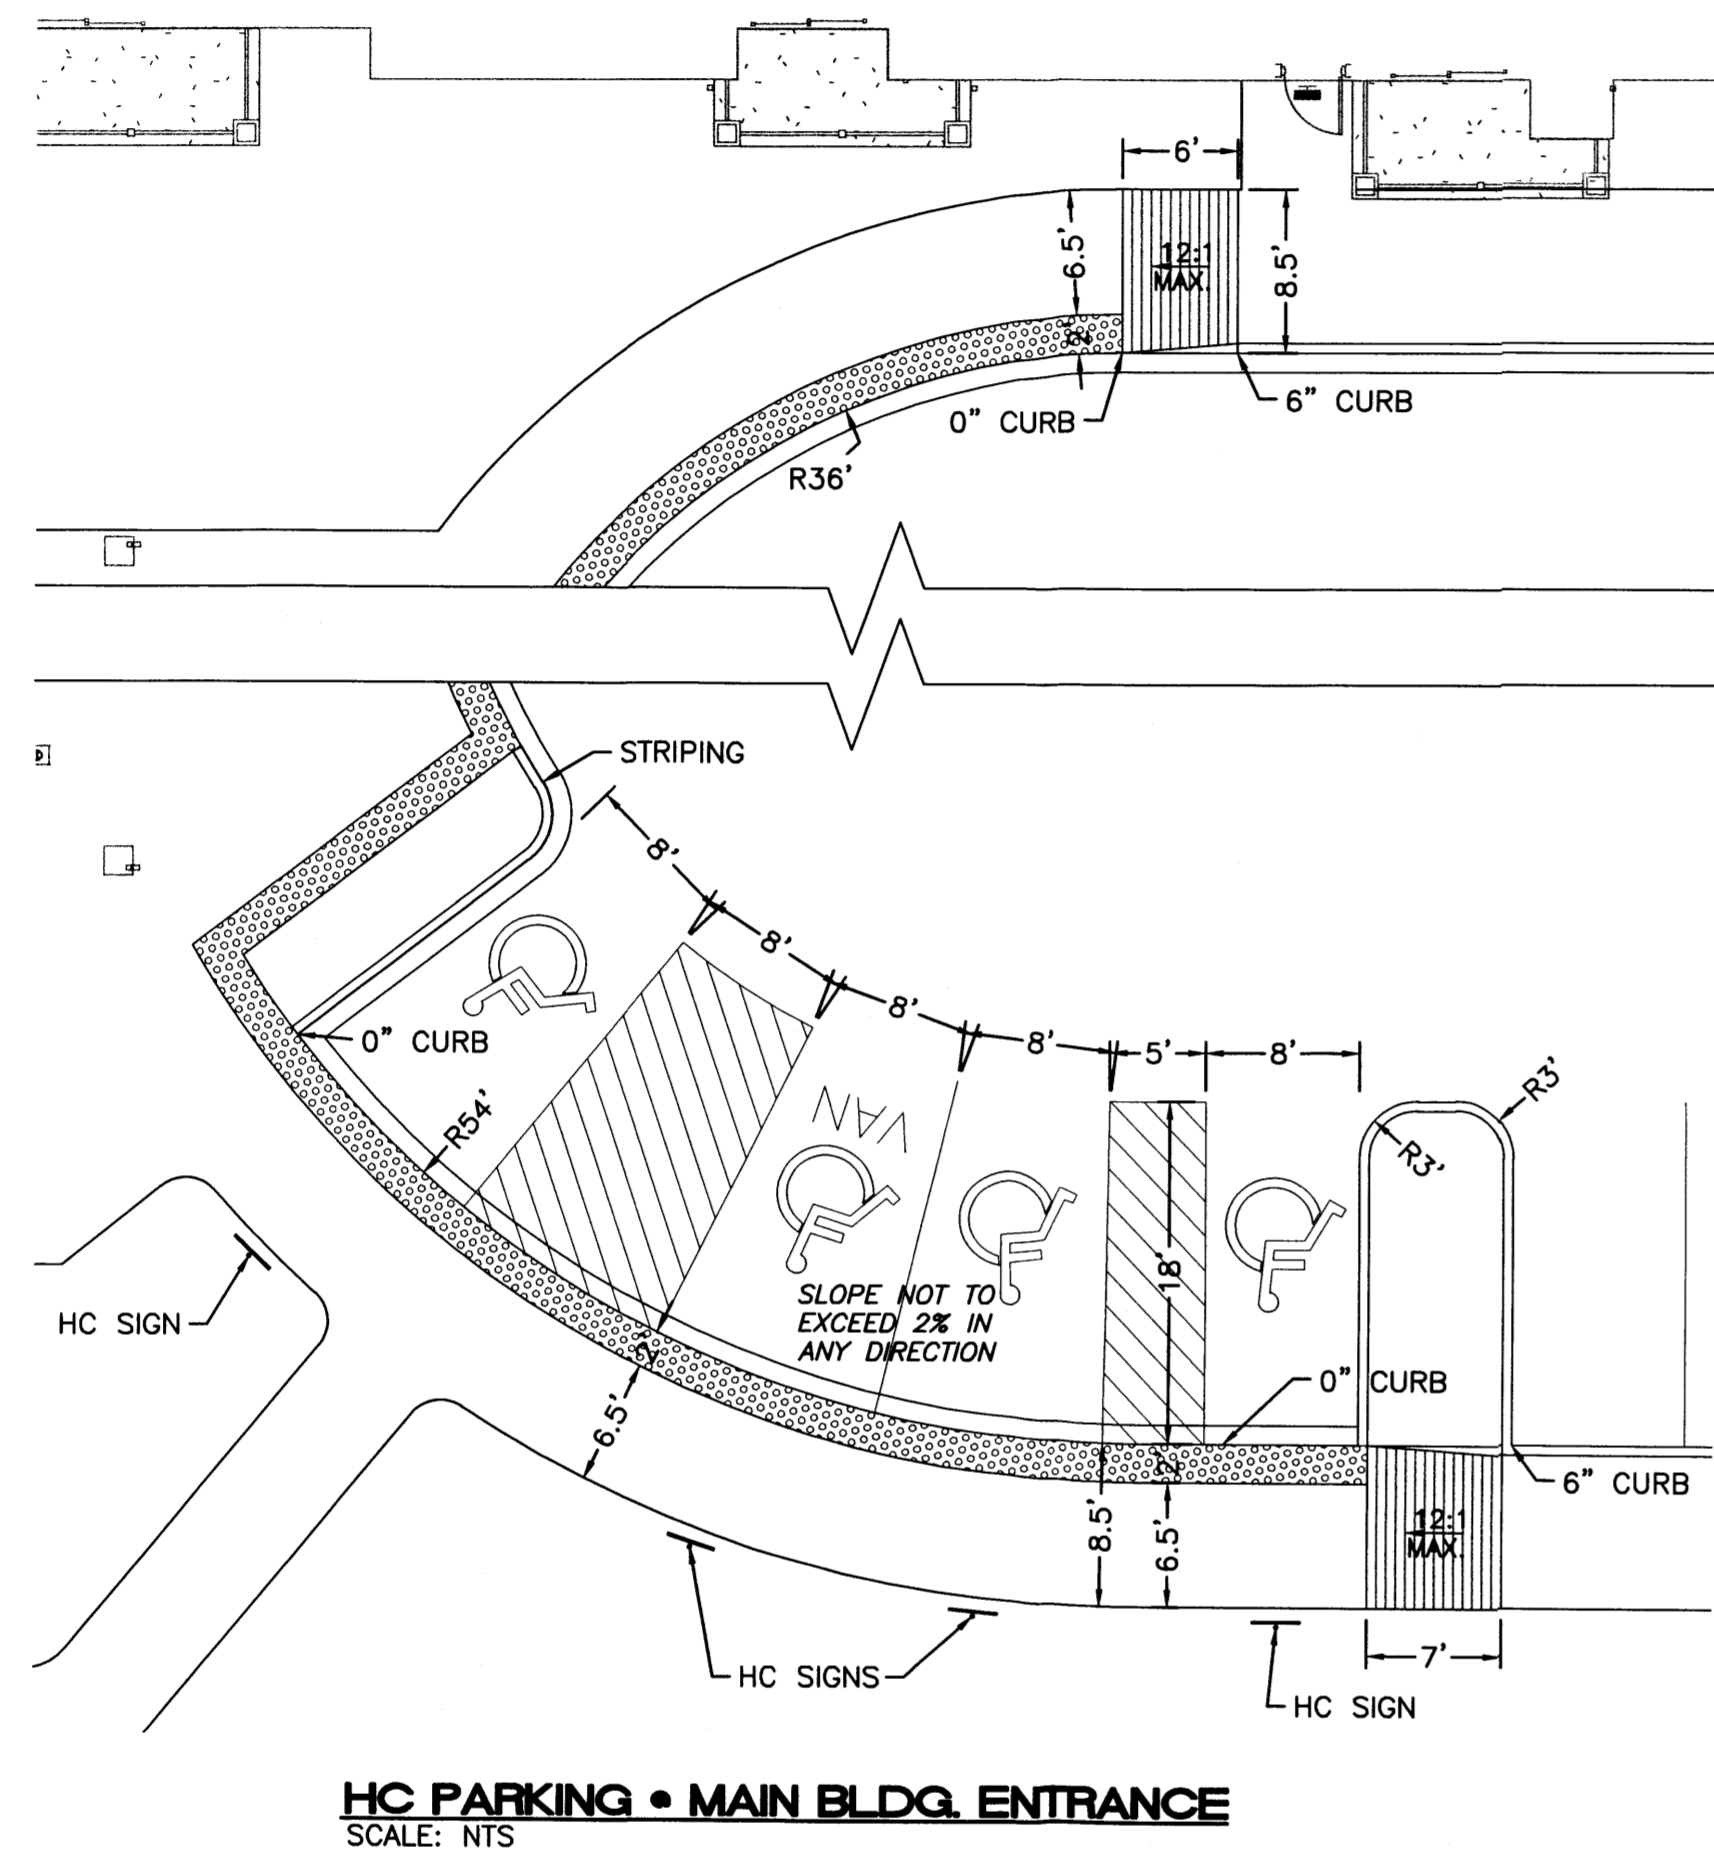 6'
6.5'
12:1
MAX.
8.5'
2'
0" CURB
6" CURB
R36'
STRIPING
8'
8'
8'
8'
5'
8'
R3'
R3'
0" CURB
R54'
VAN
18'
SLOPE NOT TO
EXCEED 2% IN
ANY DIRECTION
HC SIGN
2'
6.5'
0" CURB
2'
6" CURB
8.5'
6.5'
12:1
MAX.
7'
HC SIGNS
HC SIGN
HC PARKING • MAIN BLDG. ENTRANCE
SCALE: NTS